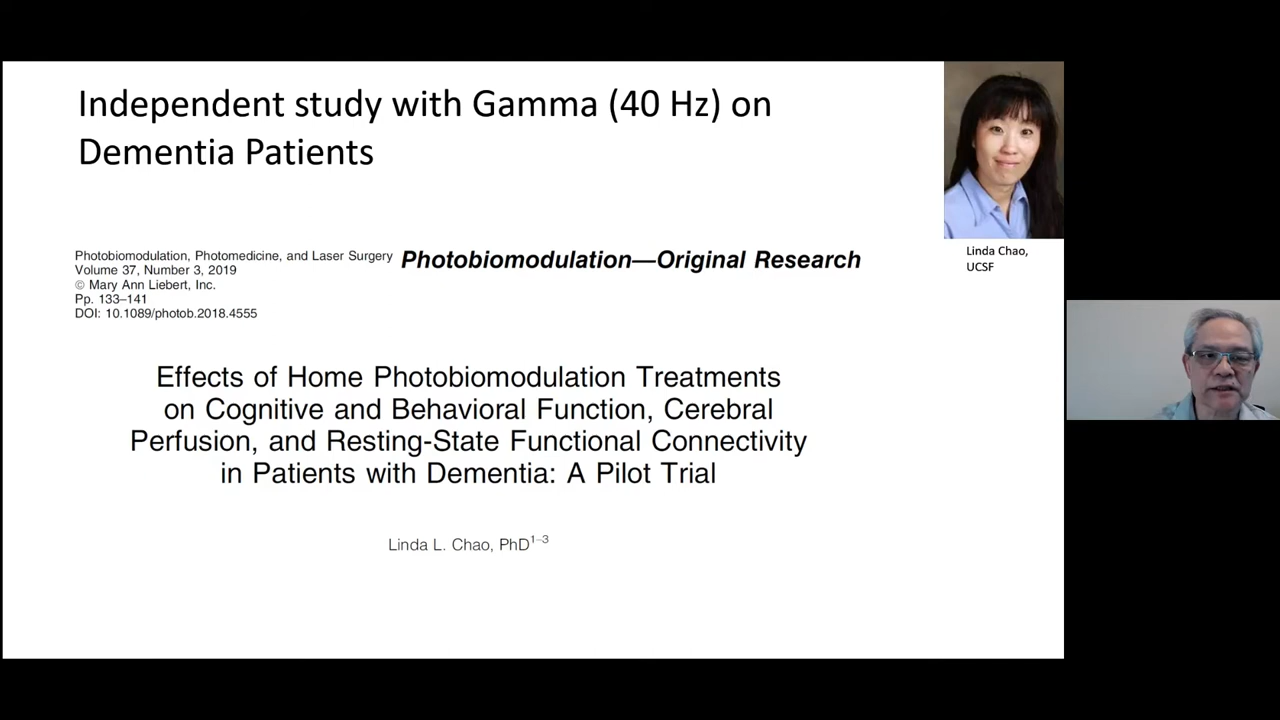 Independent study with Gamma (40 Hz) on
Dementia Patients
Linda Chao,
UCSF
Photobiomodulation, Photomedicine, and Laser Surgery
Volume 37, Number 3, 2019
© Mary Ann Liebert, Inc.
Pp. 133–141
DOI: 10.1089/photob.2018.4555
Photobiomodulation—Original Research
Effects of Home Photobiomodulation Treatments
on Cognitive and Behavioral Function, Cerebral
Perfusion, and Resting-State Functional Connectivity
in Patients with Dementia: A Pilot Trial
Linda L. Chao, PhD1–3